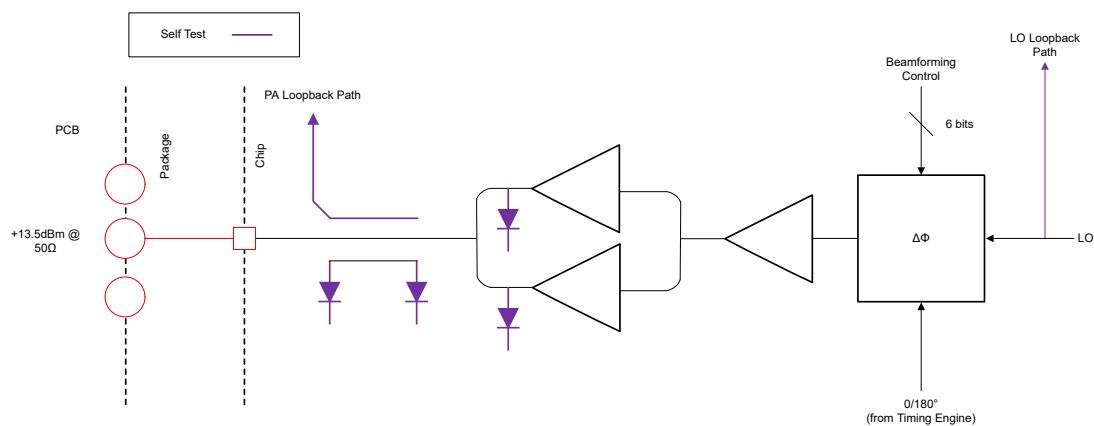 Self Test
LO Loopback
Path
Beamforming
Control
PA Loopback Path
6 bits
PCB
Package
Chip
+13.5dBm @
50Ω
ΔΦ
LO
0/180°
(from Timing Engine)